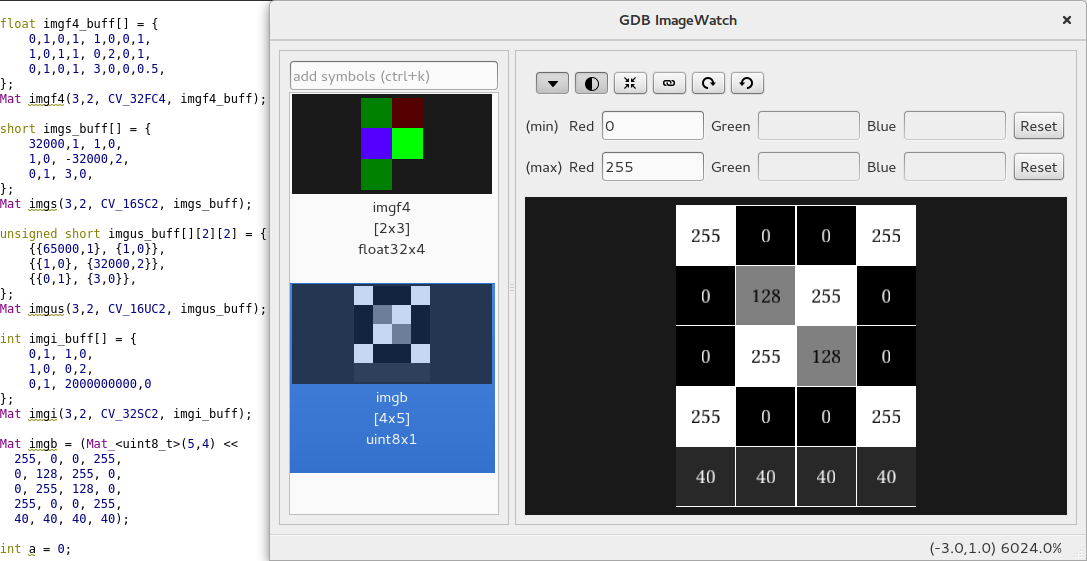 float imgf4_buff[] = {
0,1,0,1, 1,0,0,1,
1,0,1,1, 0,2,0,1,
0,1,0,1, 3,0,0,0.5,
};
Mat imgf4(3,2, CV_32FC4, imgf4_buff);
short imgs_buff[] = {
32000,1, 1,0,
1,0, -32000,2,
0,1, 3,0,
};
Mat imgs(3,2, CV_16SC2, imgs_buff);
unsigned short imgus_buff[][2][2] = {
{{65000,1}, {1,0}},
{{1,0}, {32000,2}},
{{0,1}, {3,0}},
};
Mat imgus(3,2, CV_16UC2, imgus_buff);
int imgi_buff[] = {
0,1, 1,0,
1,0, 0,2,
0,1, 2000000000,0
};
Mat imgi(3,2, CV_32SC2, imgi_buff);
Mat imgb = (Mat_<uint8_t>(5,4) <<
255, 0, 0, 255,
0, 128, 255, 0,
0, 255, 128, 0,
255, 0, 0, 255,
40, 40, 40, 40);
int a = 0;
GDB ImageWatch
add symbols (ctrl+k)
imgf4
[2x3]
float32x4
imgb
[4x5]
uint8x1
(min) Red 0 Green Blue Reset
(max) Red 255 Green Blue Reset
255 0 0 255
0 128 255 0
0 255 128 0
255 0 0 255
40 40 40 40
(-3.0,1.0) 6024.0%